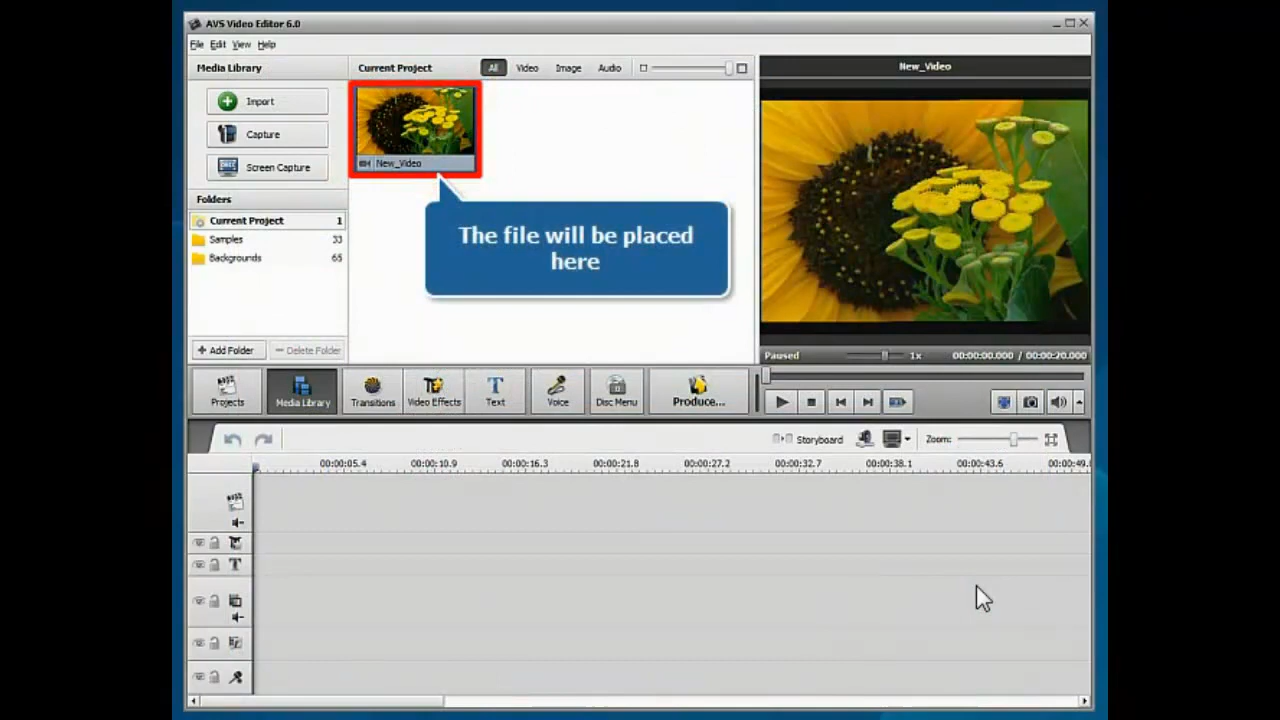 AVS Video Editor 6.0
File Edit View Help
Media Library
Current Project
All
Video
Image
Audio
New_Video
Import
Capture
Screen Capture
New_Video
Folders
Current Project 1
Samples 33
Backgrounds 65
The file will be placed
here
+ Add Folder
− Delete Folder
Paused
1x
00:00:00.000 / 00:00:20.000
Projects
Media Library
Transitions
Video Effects
Text
Voice
Disc Menu
Produce...
Storyboard
Zoom:
00:00:05.4 00:00:10.9 00:00:16.3 00:00:21.8 00:00:27.2 00:00:32.7 00:00:38.1 00:00:43.6 00:00:49.0